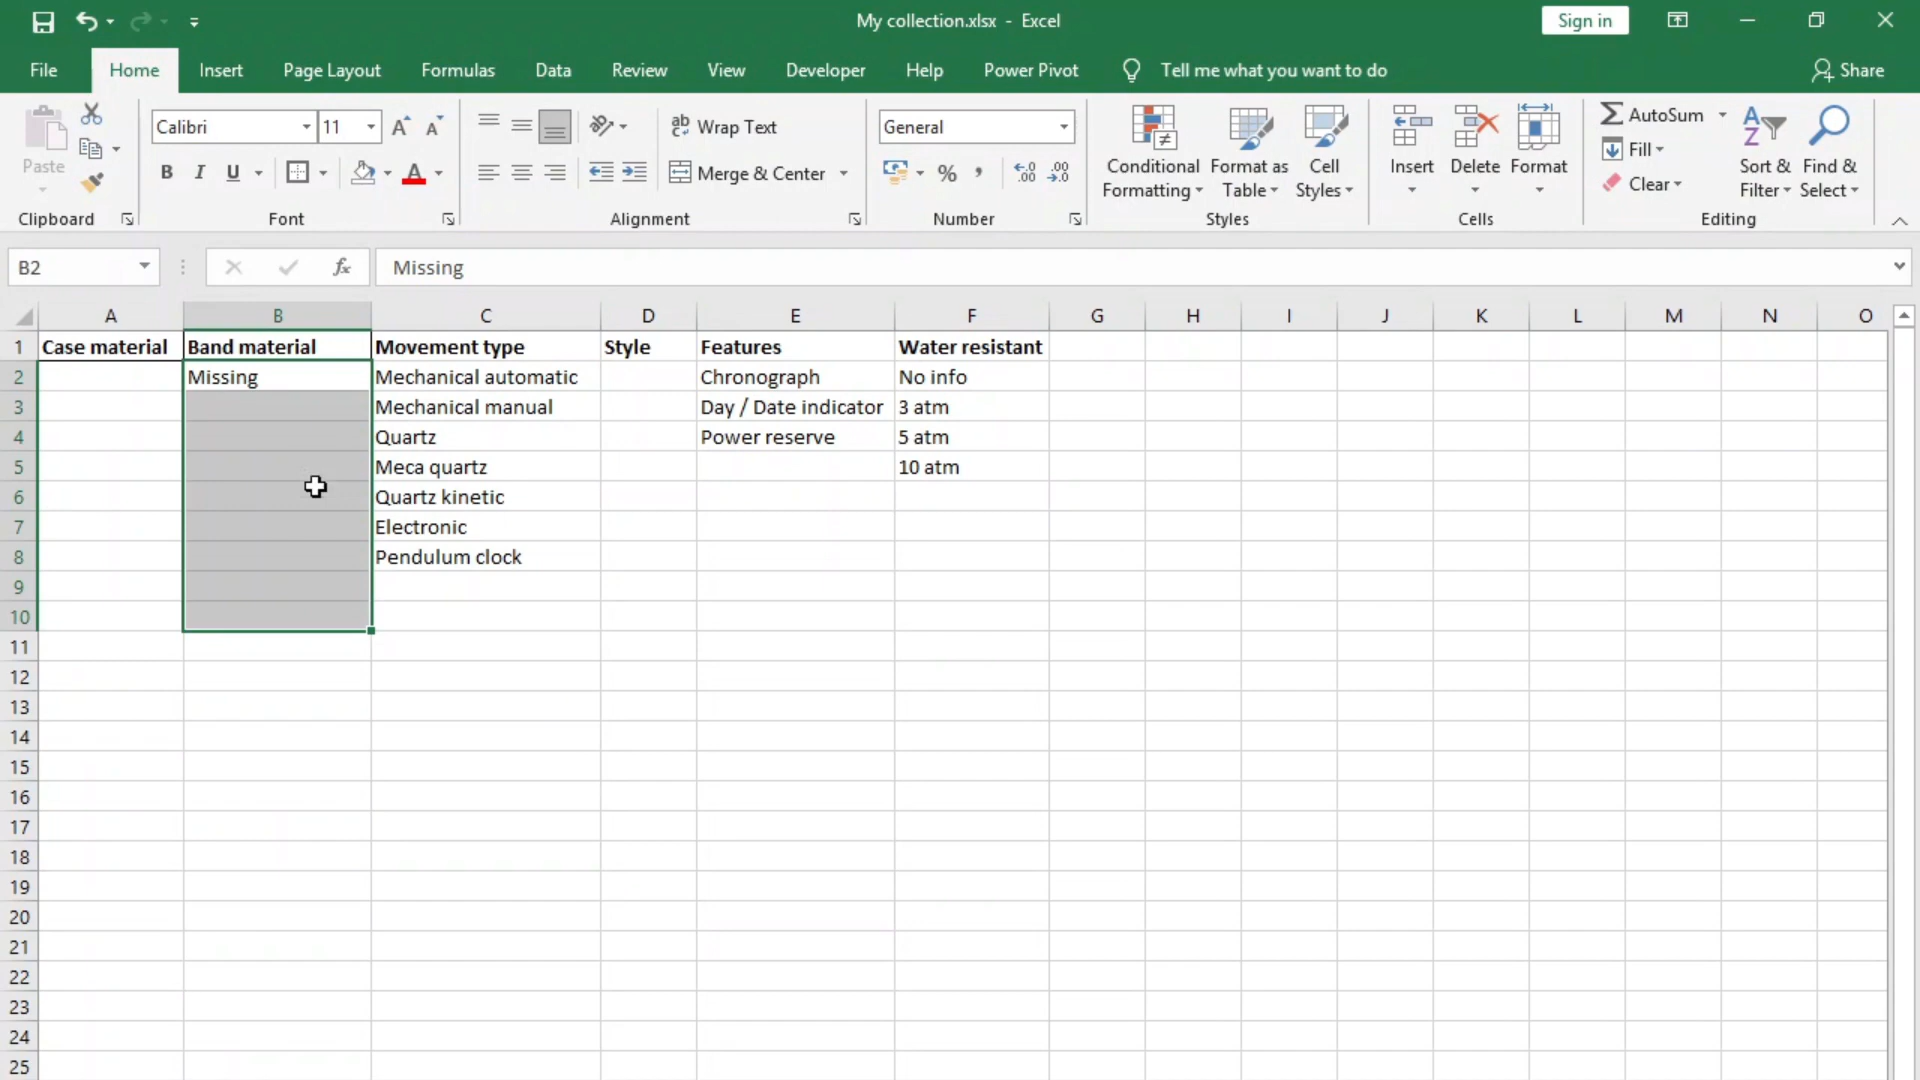 My collection.xlsx - Excel
Sign in
File Home Insert Page Layout Formulas Data Review View Developer Help Power Pivot Tell me what you want to do Share
Paste
Clipboard
Calibri 11
B I U A
Font
ab Wrap Text
Merge & Center
Alignment
General
% , .00 .00
Number
Conditional Formatting
Format as Table
Cell Styles
Styles
Insert Delete Format
Cells
AutoSum
Fill
Clear
Sort & Filter
Find & Select
Editing
B2 fx Missing
A B C D E F G H I J K L M N O
1 Case material Band material Movement type Style Features Water resistant
2 Missing Mechanical automatic Chronograph No info
3 Mechanical manual Day / Date indicator 3 atm
4 Quartz Power reserve 5 atm
5 Meca quartz 10 atm
6 Quartz kinetic
7 Electronic
8 Pendulum clock
9
10
11
12
13
14
15
16
17
18
19
20
21
22
23
24
25